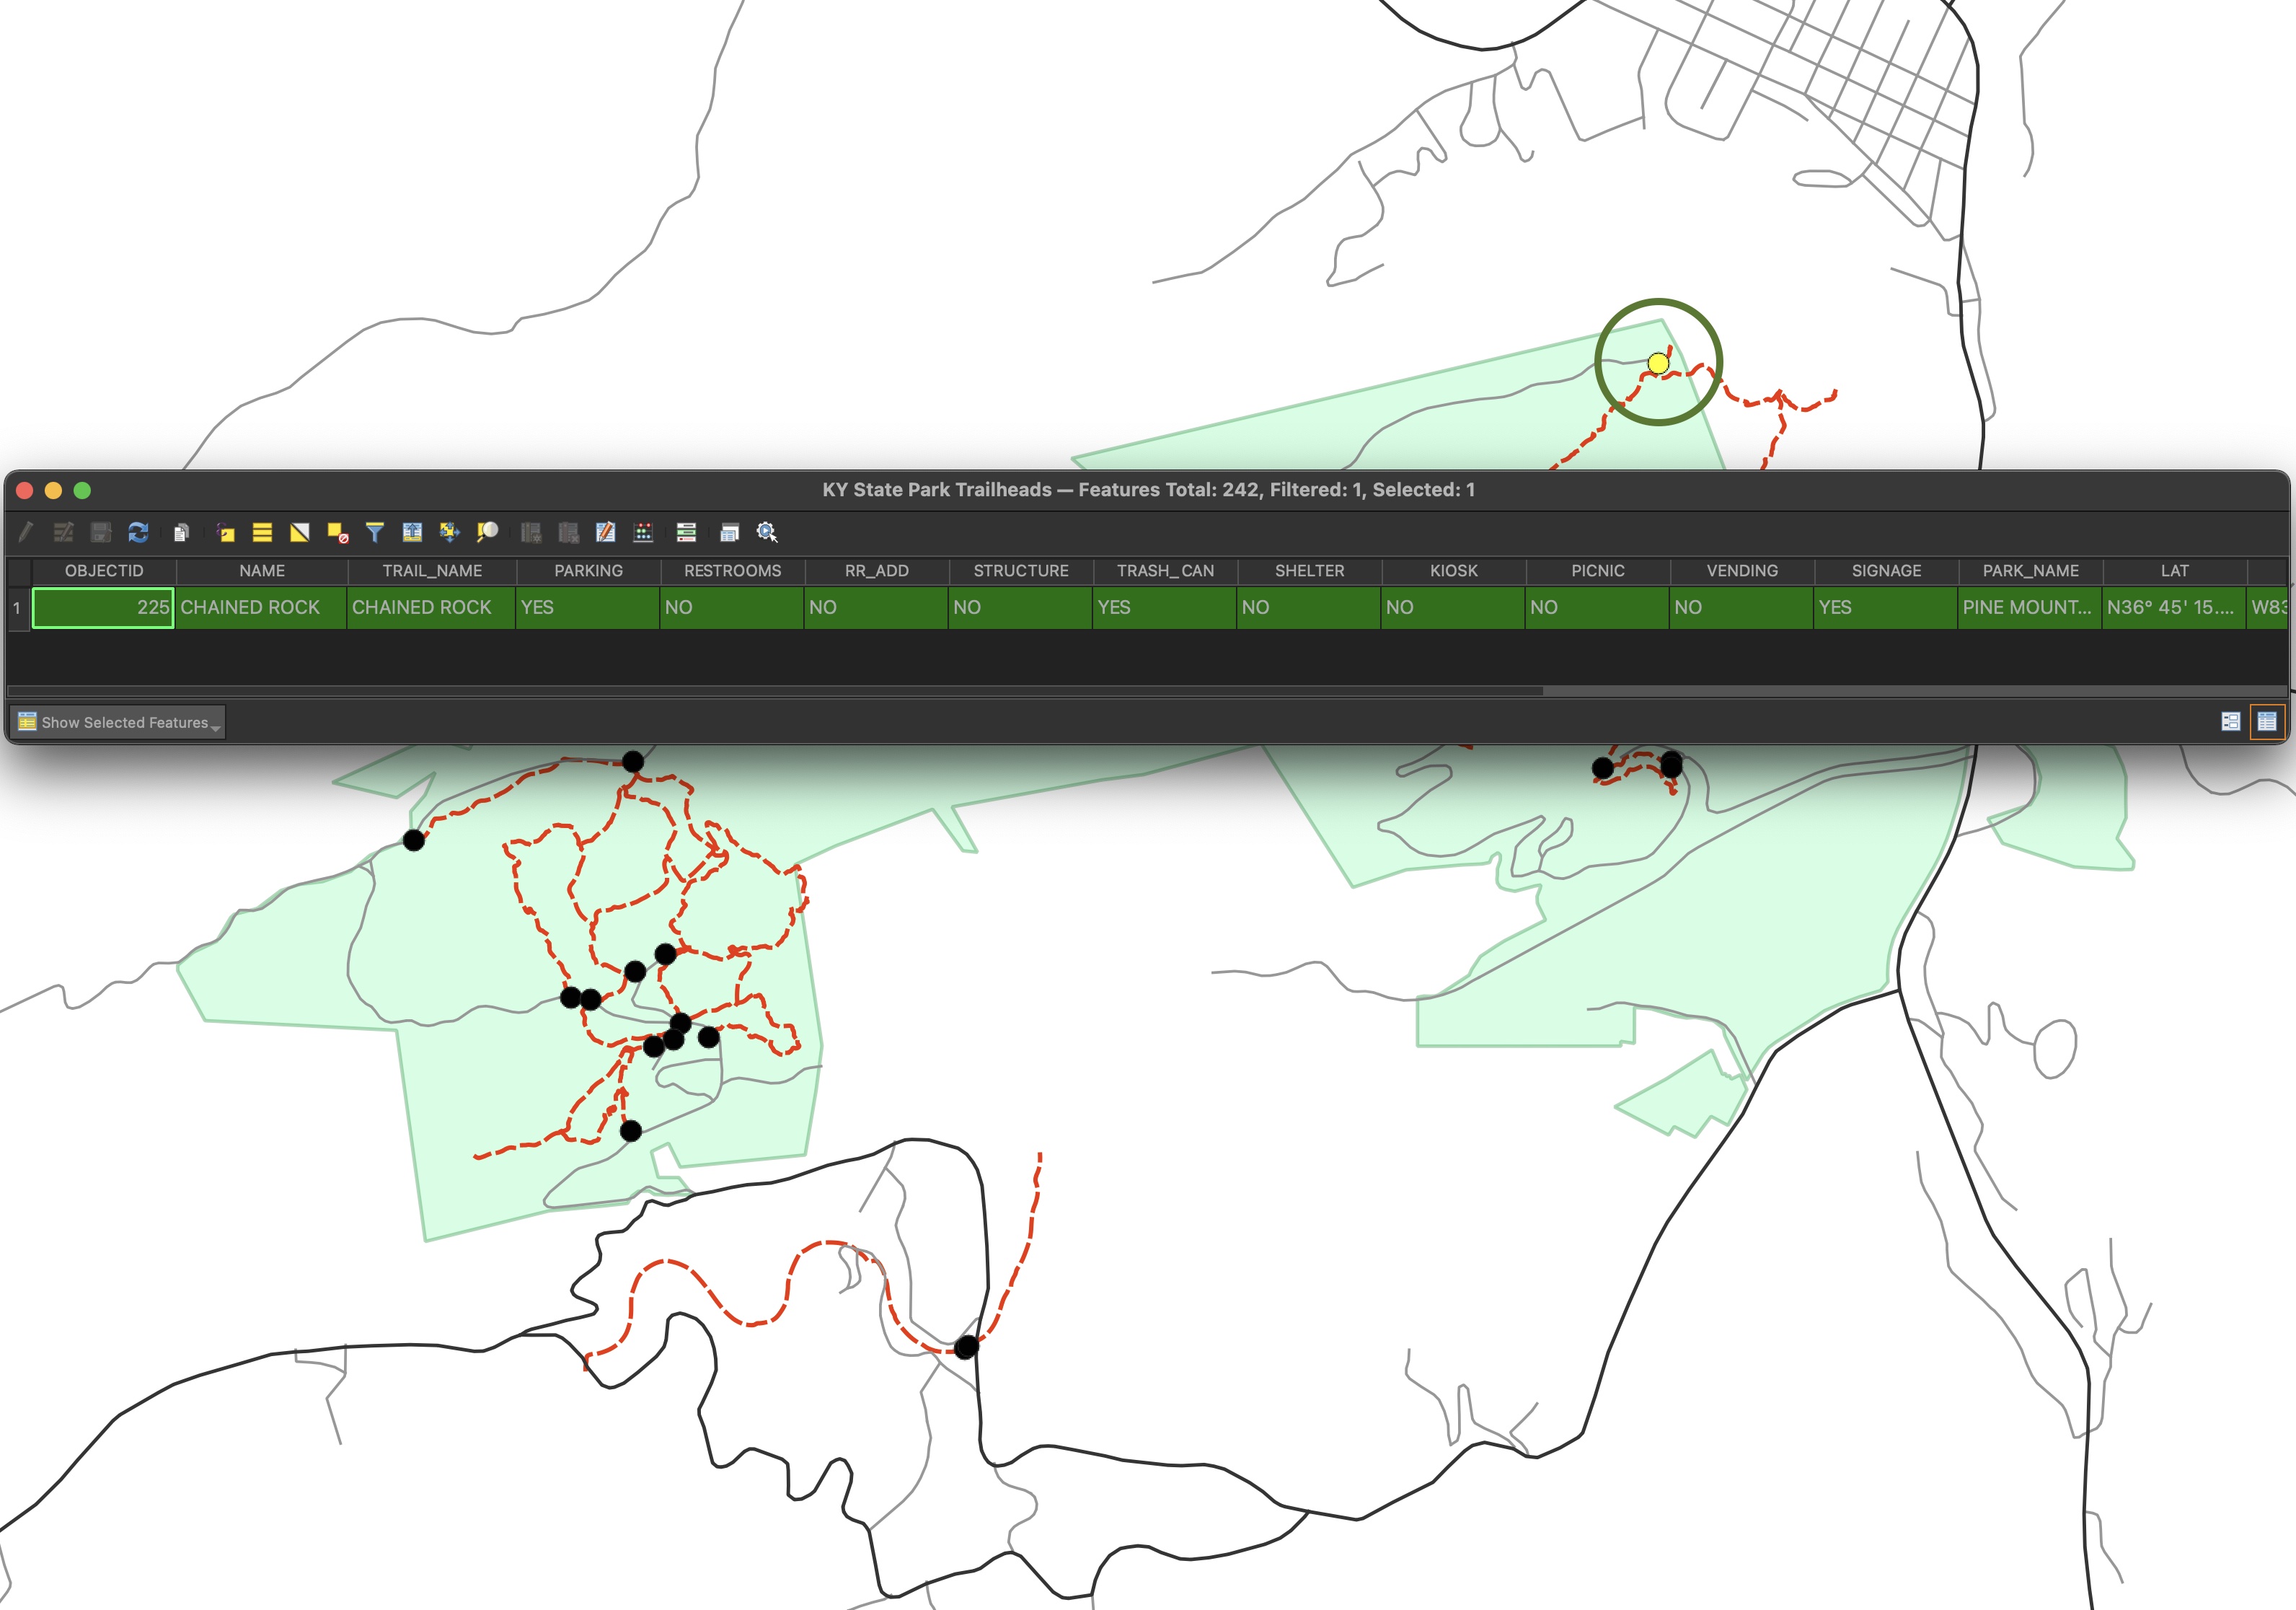 KY State Park Trailheads — Features Total: 242, Filtered: 1, Selected: 1
OBJECTID NAME TRAIL_NAME PARKING RESTROOMS RR_ADD STRUCTURE TRASH_CAN SHELTER KIOSK PICNIC VENDING SIGNAGE PARK_NAME LAT
1 225 CHAINED ROCK CHAINED ROCK YES NO NO NO YES NO NO NO NO YES PINE MOUNT... N36° 45' 15.... W83
Show Selected Features